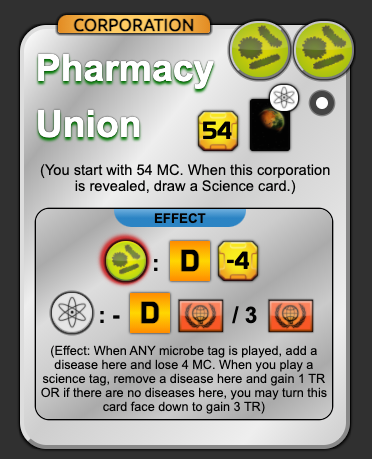 CORPORATION
Pharmacy
Union
54
(You start with 54 MC. When this corporation
is revealed, draw a Science card.)
EFFECT
: D -4
: - D / 3
(Effect: When ANY microbe tag is played, add a
disease here and lose 4 MC. When you play a
science tag, remove a disease here and gain 1 TR
OR if there are no diseases here, you may turn this
card face down to gain 3 TR)